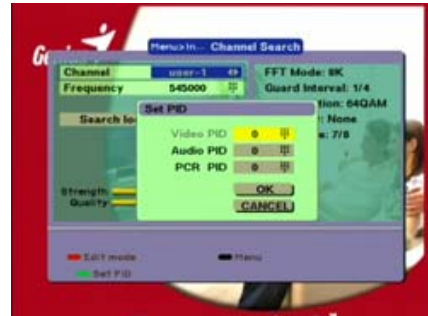 Menu>In... Channel Search
Channel user-1
Frequency 545000
FFT Mode: 8K
Guard Interval: 1/4
tion: 64QAM
: None
e: 7/8
Search lo
Set PID
Video PID 0
Audio PID 0
PCR PID 0
OK
CANCEL
Strength:
Quality:
Edit mode
Menu
Set PID